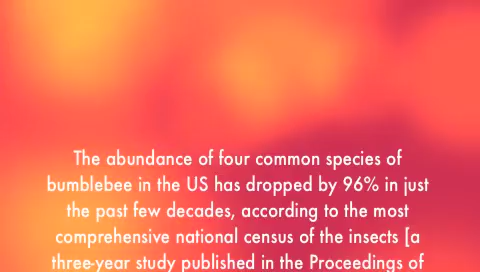 The abundance of four common species of
bumblebee in the US has dropped by 96% in just
the past few decades, according to the most
comprehensive national census of the insects [a
three-year study published in the Proceedings of